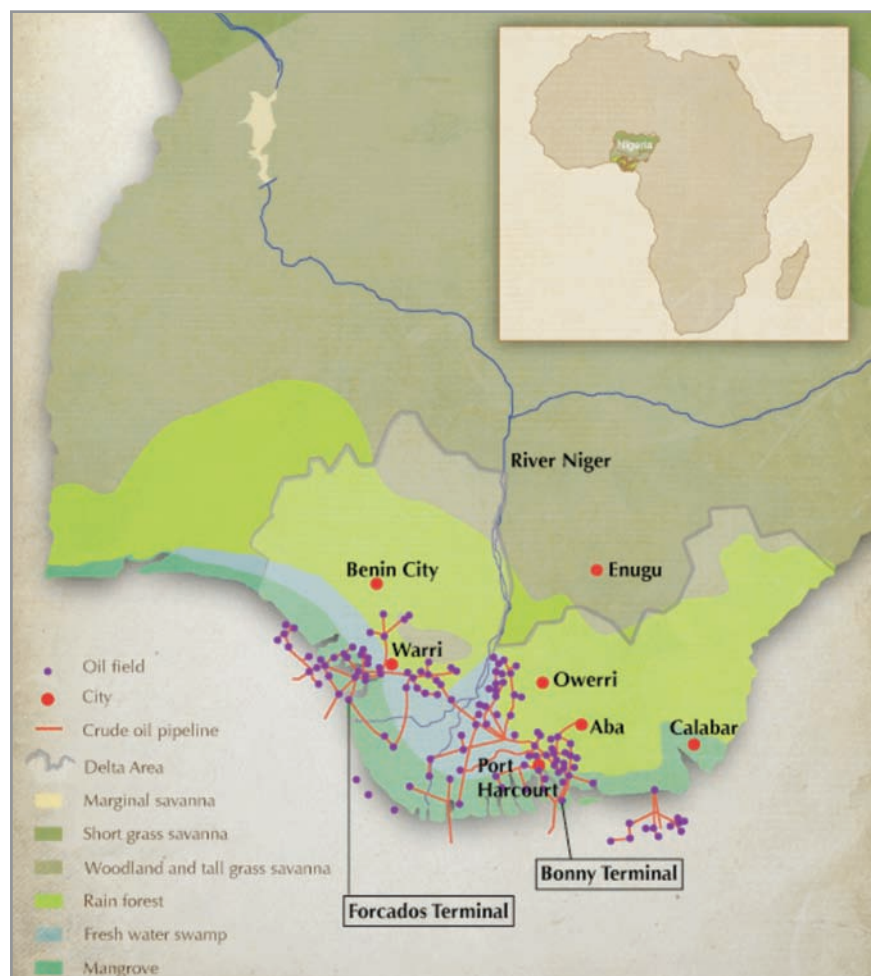 Nigeria
River Niger
Benin City
Enugu
Warri
Owerri
Aba
Calabar
Port
Harcourt
Bonny Terminal
Forcados Terminal
Oil field
City
Crude oil pipeline
Delta Area
Marginal savanna
Short grass savanna
Woodland and tall grass savanna
Rain forest
Fresh water swamp
Mangrove